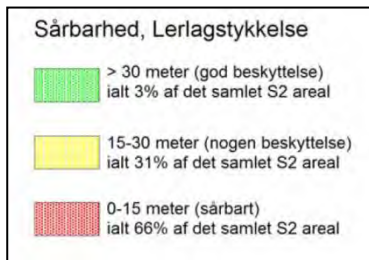 Sårbarhed, Lerlagstykkelse
> 30 meter (god beskyttelse)
ialt 3% af det samlet S2 areal
15-30 meter (nogen beskyttelse)
ialt 31% af det samlet S2 areal
0-15 meter (sårbart)
ialt 66% af det samlet S2 areal